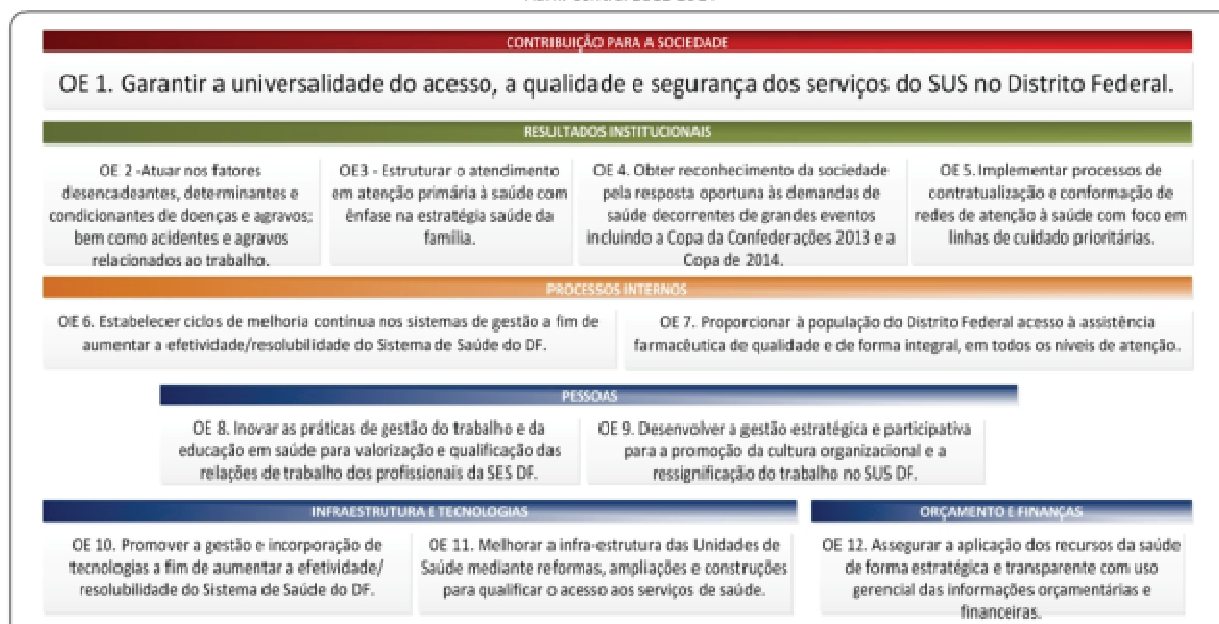 CONTRIBUIÇÃO PARA A SOCIEDADE
OE 1. Garantir a universalidade do acesso, a qualidade e segurança dos serviços do SUS no Distrito Federal.
RESULTADOS INSTITUCIONAIS
OE 2 -Atuar nos fatores
desencadeantes, determinantes e
condicionantes de doenças e agravos;
bem como acidentes e agravos
relacionados ao trabalho.
OE3 - Estruturar o atendimento
em atenção primária à saúde com
ênfase na estratégia saúde da
família.
OE 4. Obter reconhecimento da sociedade
pela resposta oportuna às demandas de
saúde decorrentes de grandes eventos
incluindo a Copa da Confederações 2013 e a
Copa de 2014.
OE 5. Implementar processos de
contratualização e conformação de
redes de atenção à saúde com foco em
linhas de cuidado prioritárias.
PROCESSOS INTERNOS
OE 6. Estabelecer ciclos de melhoria contínua nos sistemas de gestão a fim de
aumentar a efetividade/resolubilidade do Sistema de Saúde do DF.
OE 7. Proporcionar à população do Distrito Federal acesso à assistência
farmacêutica de qualidade e de forma integral, em todos os níveis de atenção..
PESSOAS
OE 8. Inovar as práticas de gestão do trabalho e da
educação em saúde para valorização e qualificação das
relações de trabalho dos profissionais da SES DF.
OE 9. Desenvolver a gestão estratégica e participativa
para a promoção da cultura organizacional e a
ressignificação do trabalho no SUS DF.
INFRAESTRUTURA E TECNOLOGIAS
OE 10. Promover a gestão e incorporação de
tecnologias a fim de aumentar a efetividade/
resolubilidade do Sistema de Saúde do DF.
OE 11. Melhorar a infra-estrutura das Unidades de
Saúde mediante reformas, ampliações e construções
para qualificar o acesso aos serviços de saúde.
ORÇAMENTO E FINANÇAS
OE 12. Assegurar a aplicação dos recursos da saúde
de forma estratégica e transparente com uso
gerencial das informações orçamentárias e
financeiras.